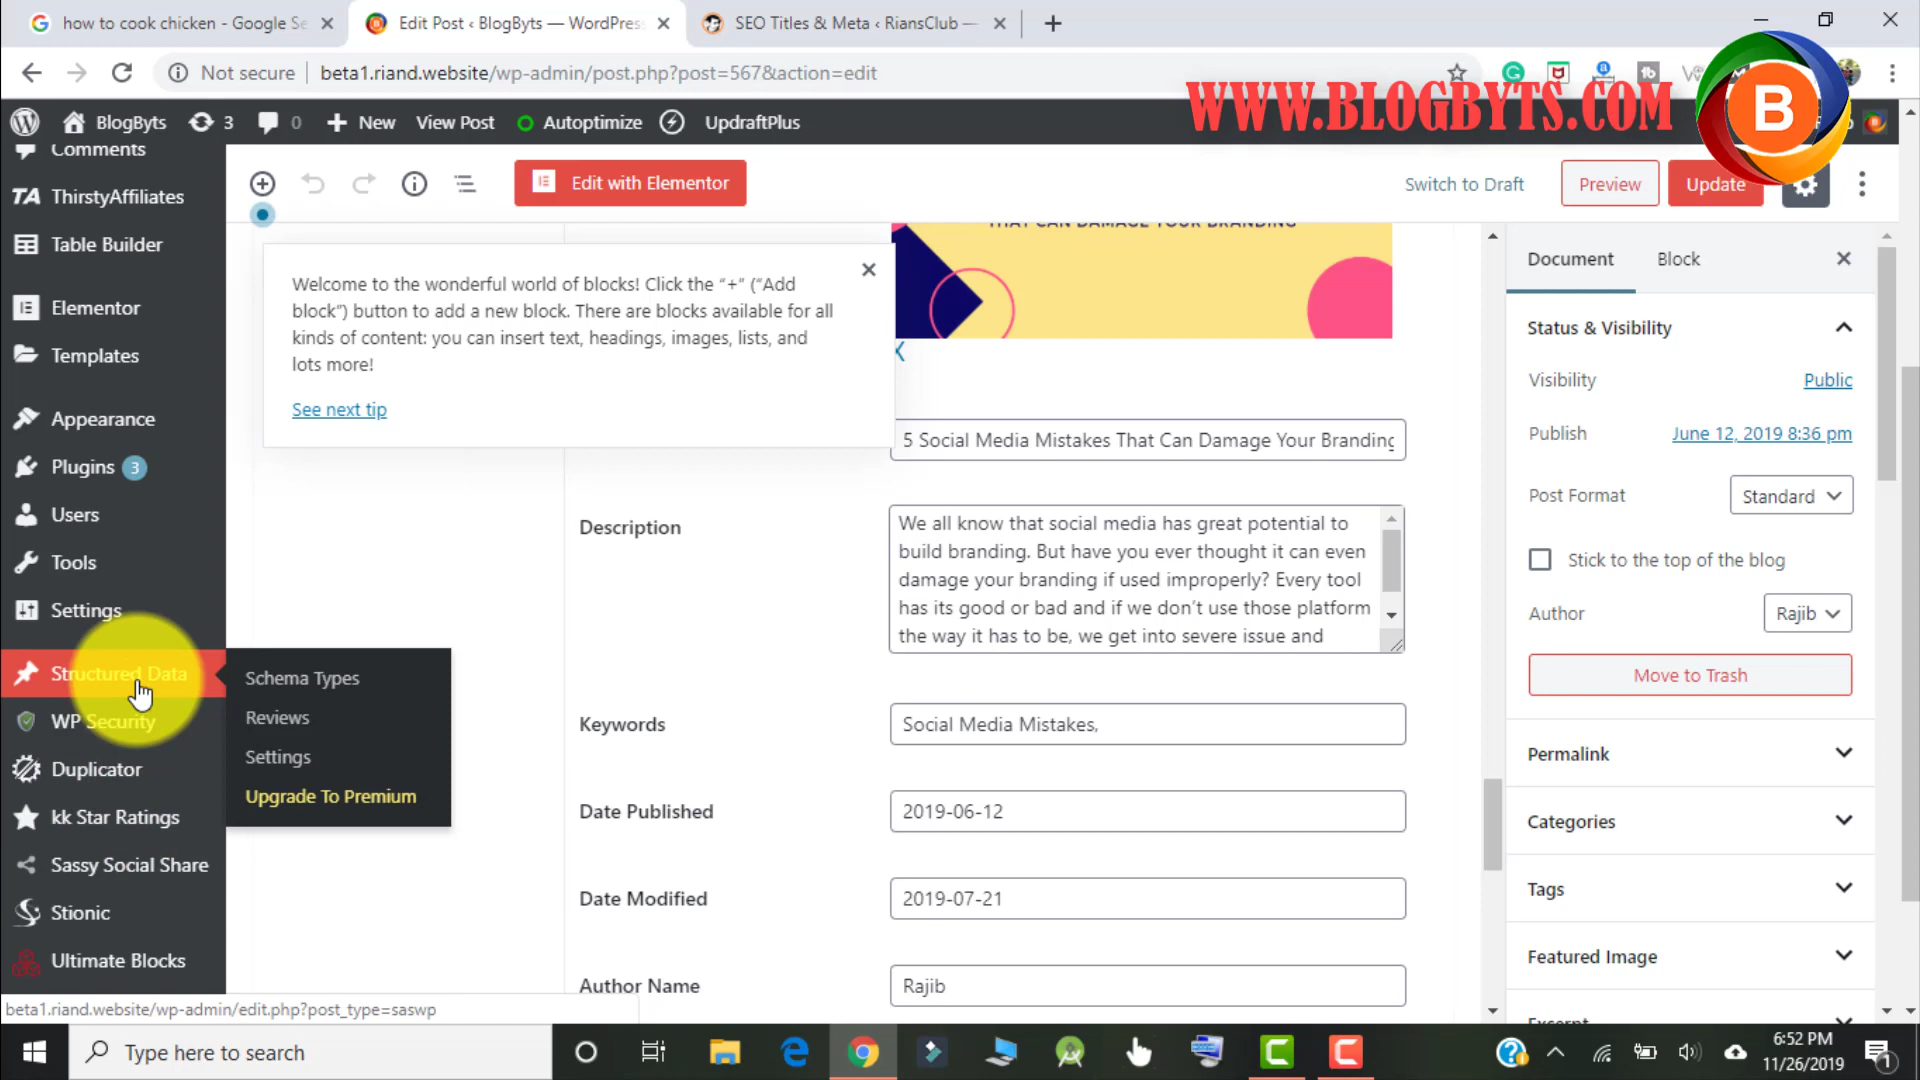 how to cook chicken - Google Se
Edit Post ‹ BlogByts — WordPress
SEO Titles & Meta ‹ RiansClub —
Not secure
beta1.riand.website/wp-admin/post.php?post=567&action=edit
WWW.BLOGBYTS.COM
B
BlogByts
3
0
New
View Post
Autoptimize
UpdraftPlus
Comments
ThirstyAffiliates
Table Builder
Elementor
Templates
Appearance
Plugins 3
Users
Tools
Settings
Structured Data
WP Security
Duplicator
kk Star Ratings
Sassy Social Share
Stionic
Ultimate Blocks
Schema Types
Reviews
Settings
Upgrade To Premium
Edit with Elementor
Switch to Draft
Preview
Update
THAT CAN DAMAGE YOUR BRANDING
Welcome to the wonderful world of blocks! Click the “+” (“Add
block”) button to add a new block. There are blocks available for all
kinds of content: you can insert text, headings, images, lists, and
lots more!
See next tip
X
5 Social Media Mistakes That Can Damage Your Branding
Description
We all know that social media has great potential to
build branding. But have you ever thought it can even
damage your branding if used improperly? Every tool
has its good or bad and if we don’t use those platform
the way it has to be, we get into severe issue and
Keywords
Social Media Mistakes,
Date Published
2019-06-12
Date Modified
2019-07-21
Author Name
Rajib
Document
Block
Status & Visibility
Visibility
Public
Publish
June 12, 2019 8:36 pm
Post Format
Standard
Stick to the top of the blog
Author
Rajib
Move to Trash
Permalink
Categories
Tags
Featured Image
Excerpt
beta1.riand.website/wp-admin/edit.php?post_type=saswp
Type here to search
6:52 PM
11/26/2019
1